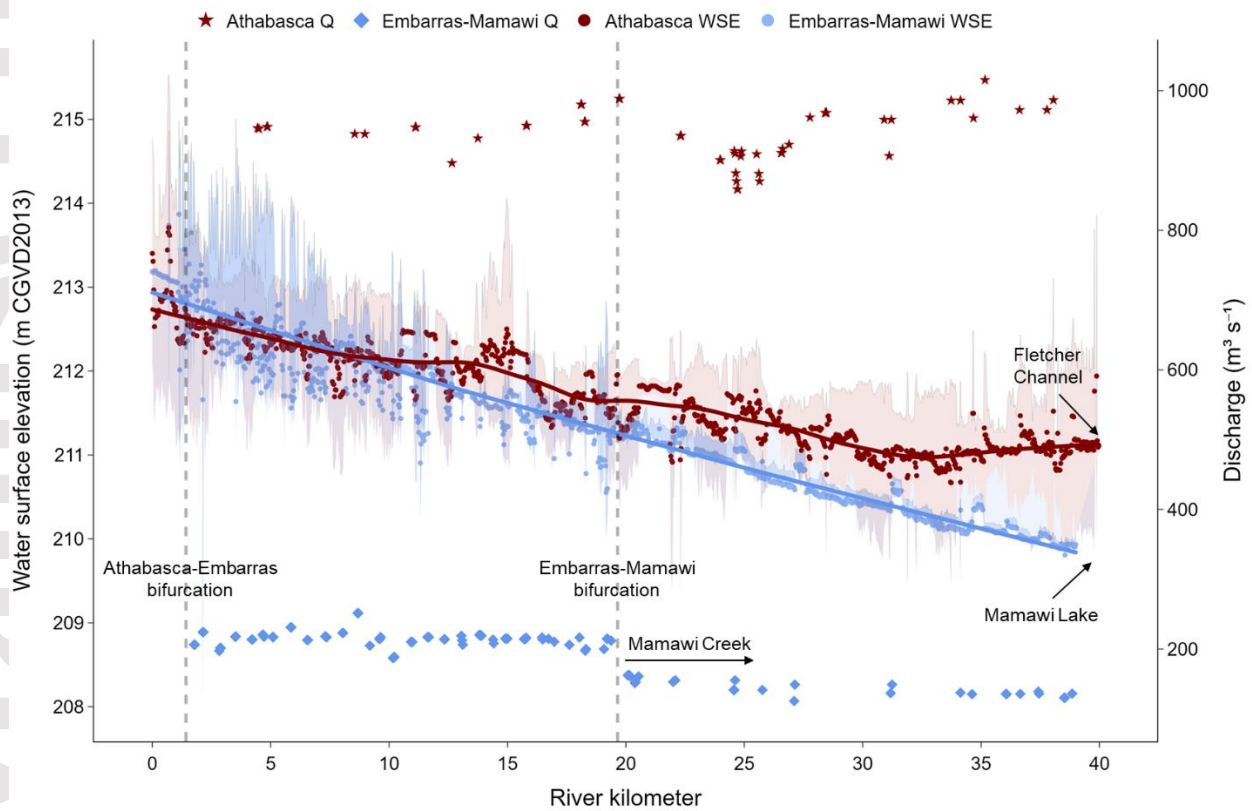 Athabasca Q Embarras-Mamawi Q Athabasca WSE Embarras-Mamawi WSE
Water surface elevation (m CGVD2013)
215
214
213
212
211
210
209
208
1000
800
600
400
200
Discharge (m³ s⁻¹)
Fletcher
Channel
Athabasca-Embarras
bifurcation
Embarras-Mamawi
bifurcation
Mamawi Lake
Mamawi Creek
0 5 10 15 20 25 30 35 40
River kilometer